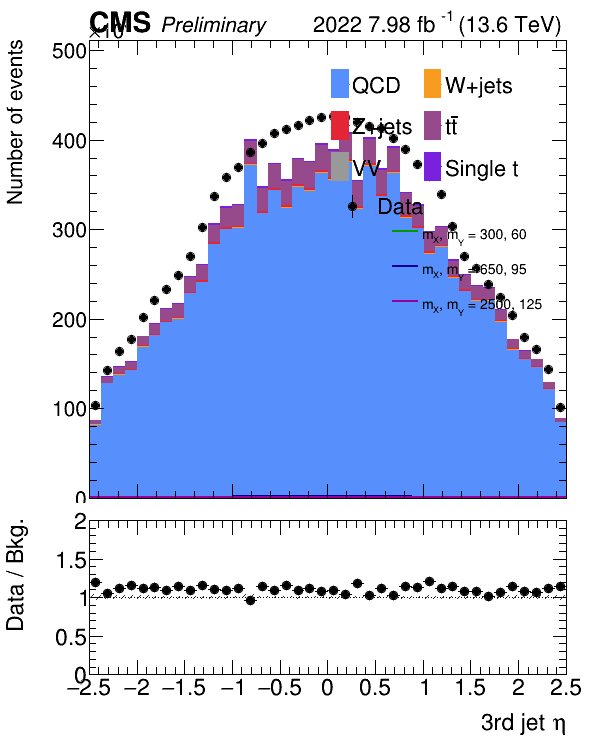 CMS Preliminary 2022 7.98 fb⁻¹ (13.6 TeV)
Number of events
500
400
300
200
100
0
QCD W+jets
Z+jets tt̄
VV Single t
Data
m_X, m_Y = 300, 60
m_X, m_Y = 650, 95
m_X, m_Y = 2500, 125
Data / Bkg.
2
1.5
1
0.5
0
−2.5 −2 −1.5 −1 −0.5 0 0.5 1 1.5 2 2.5
3rd jet η